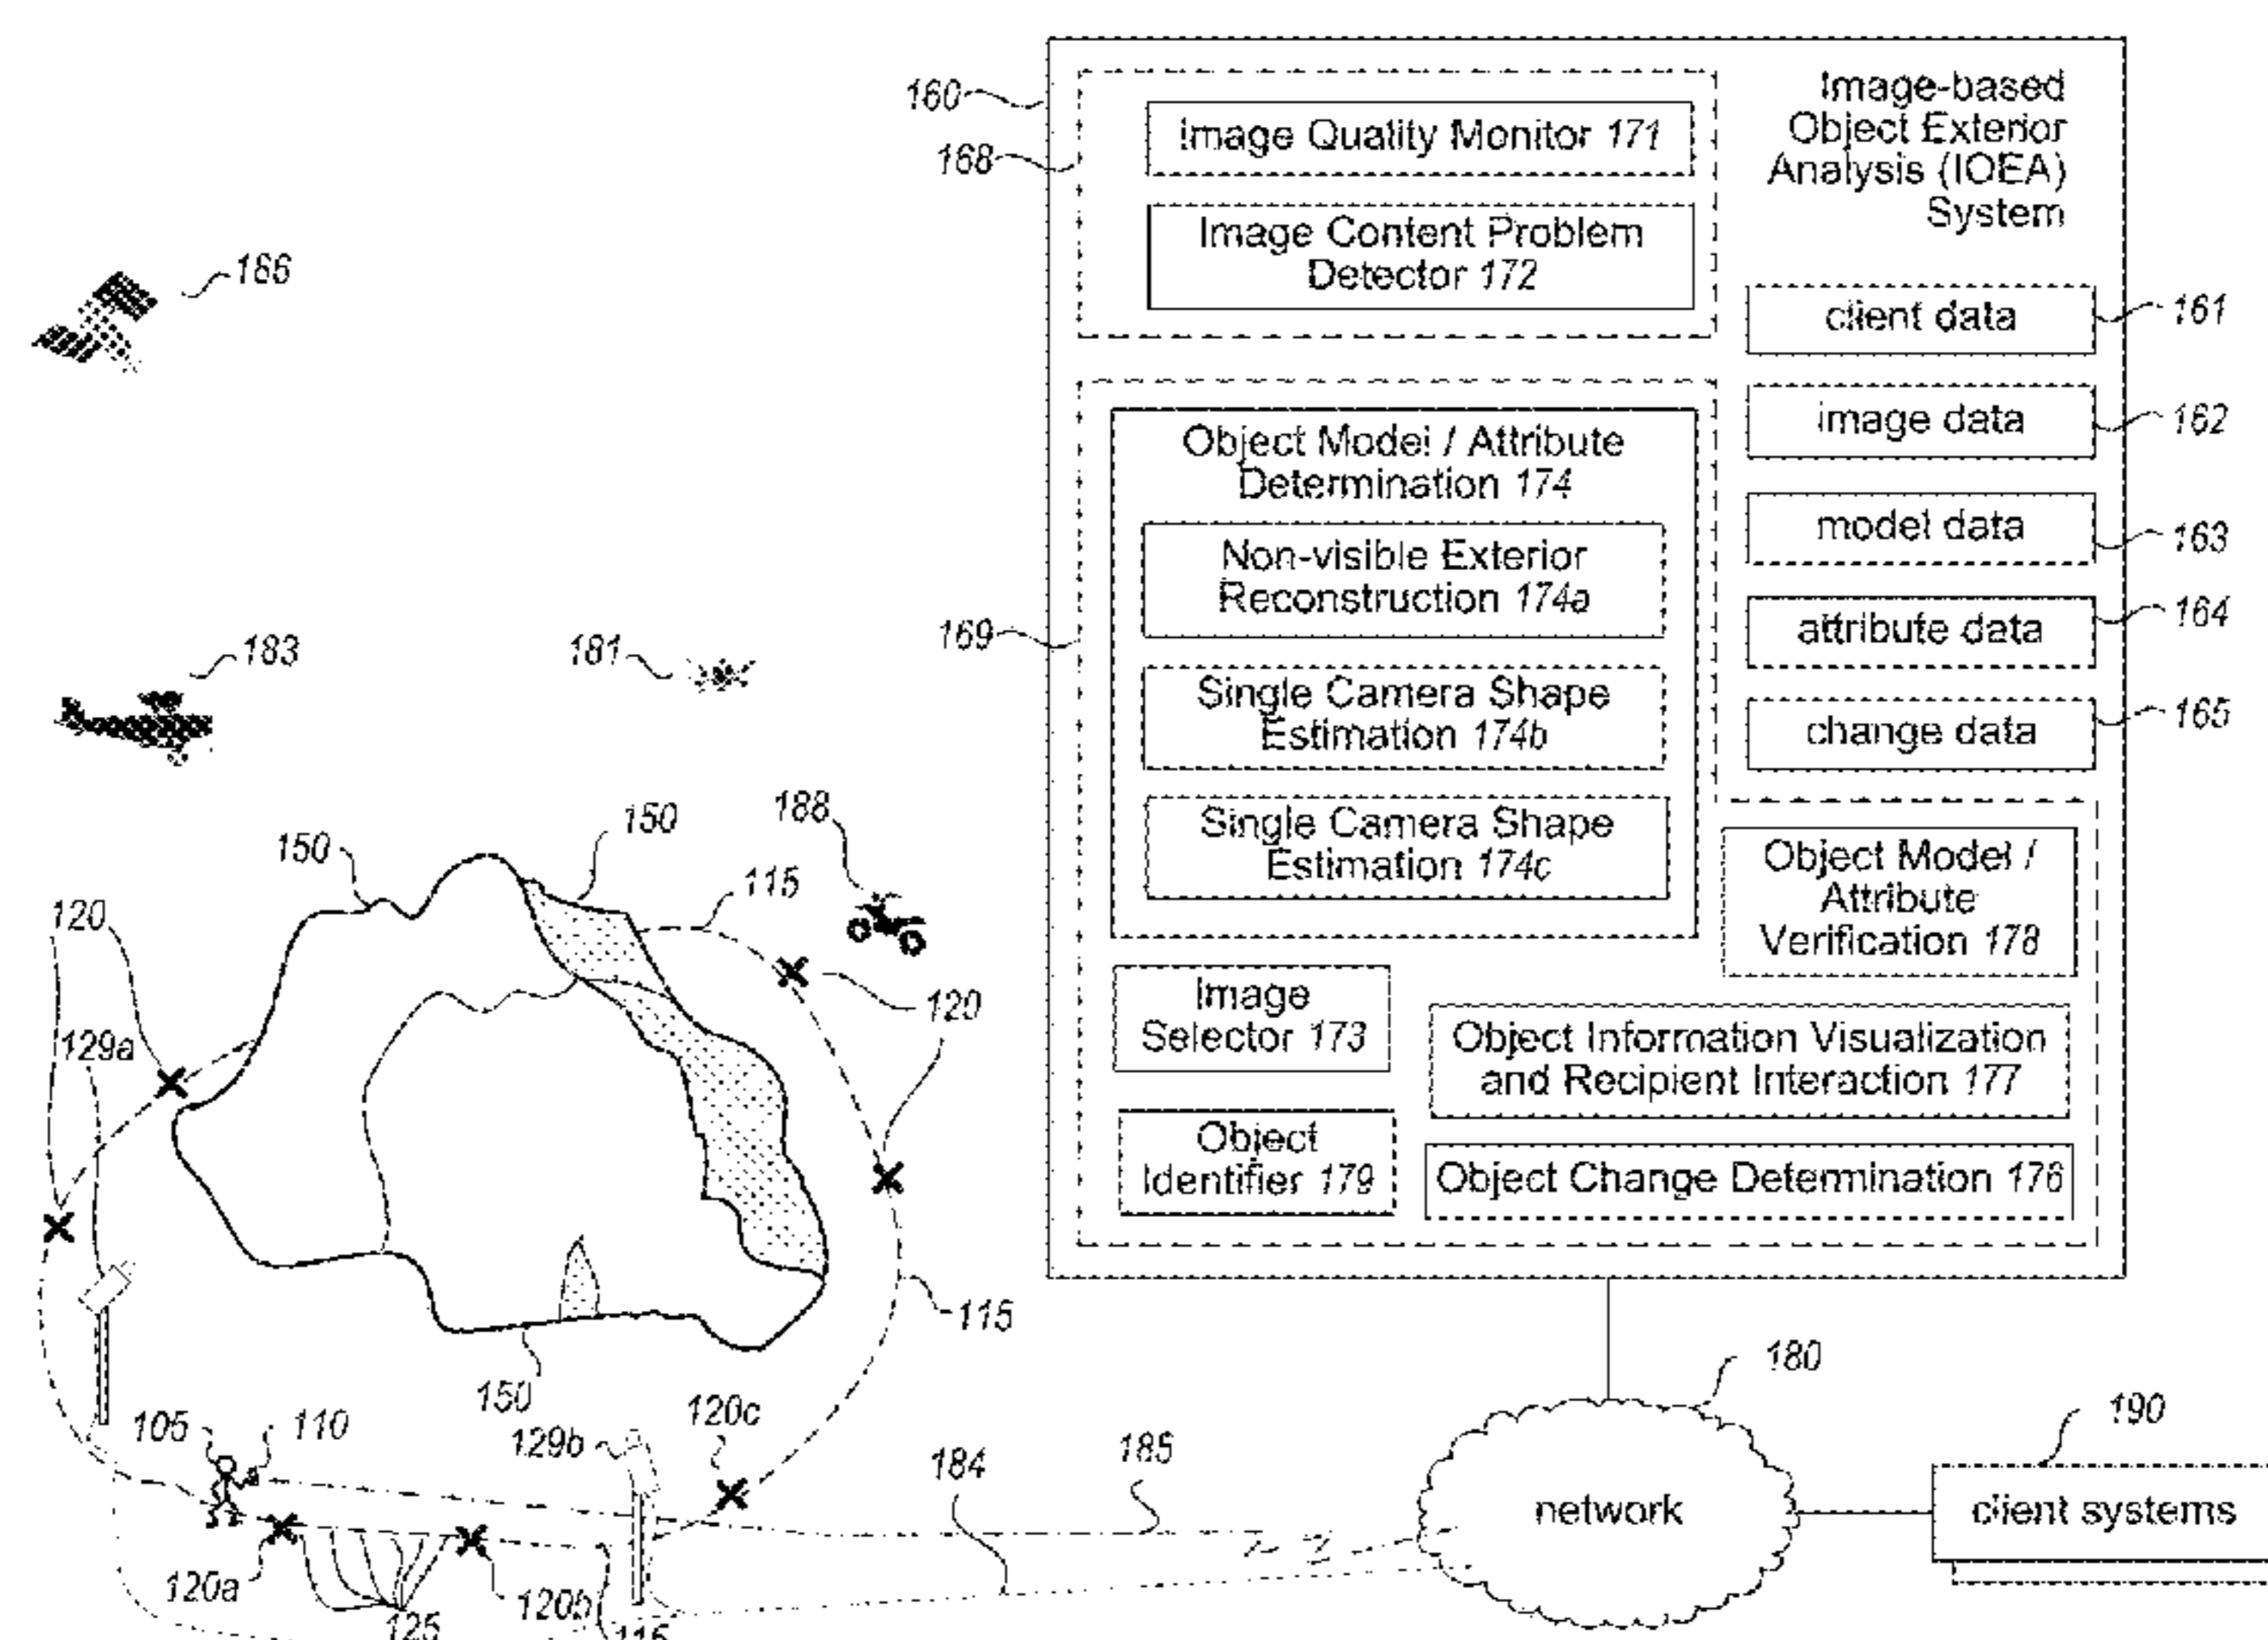 160
168
Image Quality Monitor 171
Image Content Problem
Detector 172
Image-based
Object Exterior
Analysis (IOEA)
System
client data
161
image data
162
model data
163
attribute data
164
change data
165
169
Object Model / Attribute
Determination 174
Non-visible Exterior
Reconstruction 174a
Single Camera Shape
Estimation 174b
Single Camera Shape
Estimation 174c
Object Model /
Attribute
Verification 178
Image
Selector 173
Object Information Visualization
and Recipient Interaction 177
Object
Identifier 179
Object Change Determination 176
186
183
181
188
150
150
115
120
120
129a
115
150
105
110
129b
120c
120a
125
120b
115
184
185
180
network
190
client systems